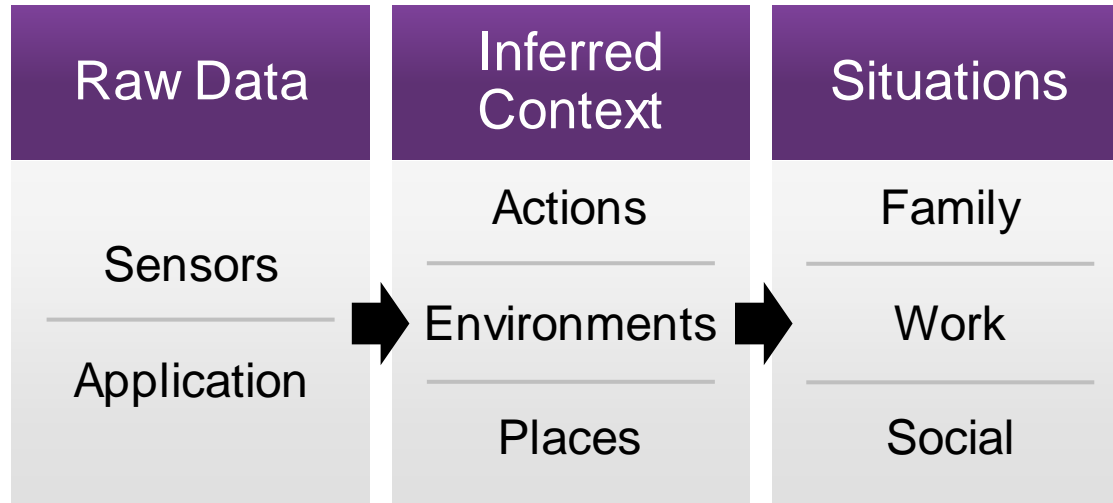 Raw Data
Sensors
Application
Inferred
Context
Actions
Environments
Places
Situations
Family
Work
Social